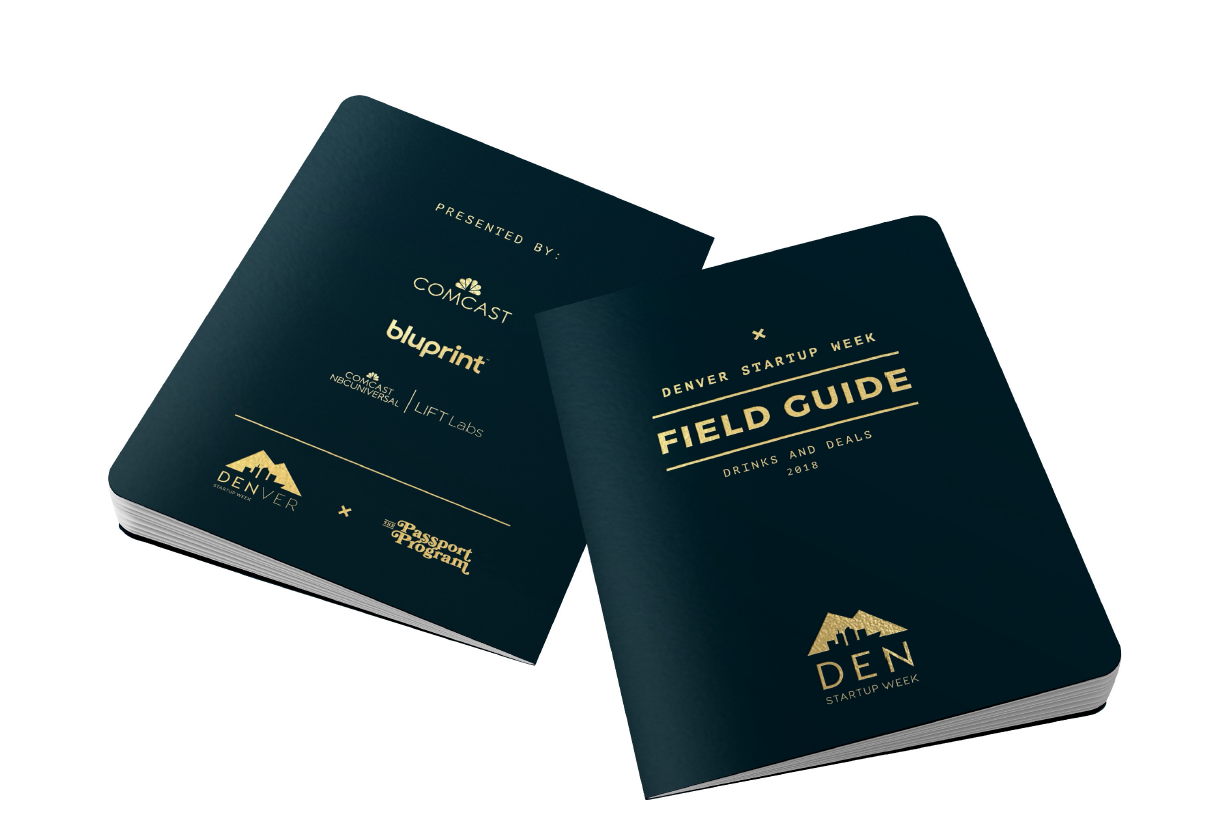 PRESENTED BY:
COMCAST
bluprint
COMCAST
NBCUNIVERSAL
LIFT Labs
DENVER
STARTUP WEEK
×
THE Passport
Program
×
DENVER STARTUP WEEK
FIELD GUIDE
DRINKS AND DEALS
2018
DEN
STARTUP WEEK